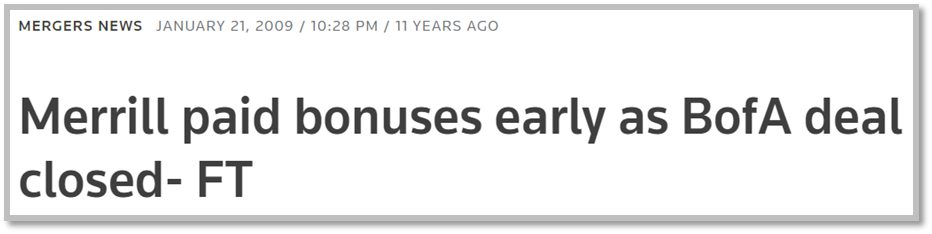 MERGERS NEWS JANUARY 21, 2009 / 10:28 PM / 11 YEARS AGO
Merrill paid bonuses early as BofA deal
closed- FT